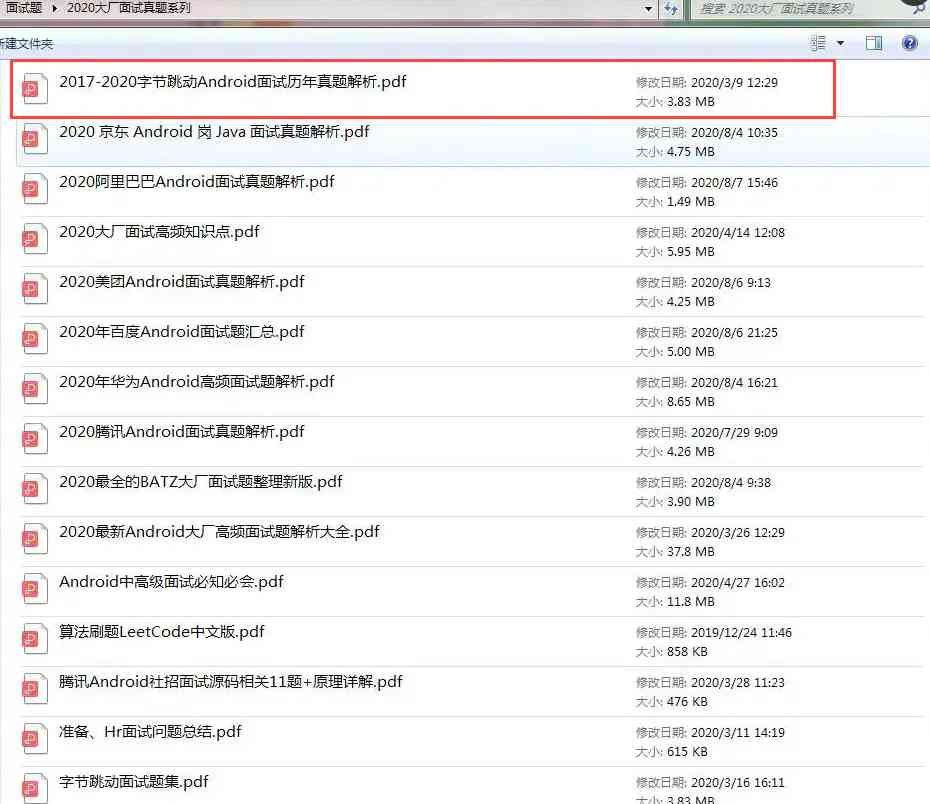 面试题 ▸ 2020大厂面试真题系列
搜索 2020大厂面试真题系列
新建文件夹
2017-2020字节跳动Android面试历年真题解析.pdf
修改日期: 2020/3/9 12:29
大小: 3.83 MB
2020 京东 Android 岗 Java 面试真题解析.pdf
修改日期: 2020/8/4 10:35
大小: 4.75 MB
2020阿里巴巴Android面试真题解析.pdf
修改日期: 2020/8/7 15:46
大小: 1.49 MB
2020大厂面试高频知识点.pdf
修改日期: 2020/4/14 12:08
大小: 5.95 MB
2020美团Android面试真题解析.pdf
修改日期: 2020/8/6 9:13
大小: 4.25 MB
2020年百度Android面试题汇总.pdf
修改日期: 2020/8/6 21:25
大小: 5.00 MB
2020年华为Android高频面试题解析.pdf
修改日期: 2020/8/4 16:21
大小: 8.65 MB
2020腾讯Android面试真题解析.pdf
修改日期: 2020/7/29 9:09
大小: 4.26 MB
2020最全的BATZ大厂面试题整理新版.pdf
修改日期: 2020/8/4 9:38
大小: 3.90 MB
2020最新Android大厂高频面试题解析大全.pdf
修改日期: 2020/3/26 12:29
大小: 37.8 MB
Android中高级面试必知必会.pdf
修改日期: 2020/4/27 16:02
大小: 11.8 MB
算法刷题LeetCode中文版.pdf
修改日期: 2019/12/24 11:46
大小: 858 KB
腾讯Android社招面试源码相关11题+原理详解.pdf
修改日期: 2020/3/28 11:23
大小: 476 KB
准备、Hr面试问题总结.pdf
修改日期: 2020/3/11 14:19
大小: 615 KB
字节跳动面试题集.pdf
修改日期: 2020/3/16 16:11
大小: 3.83 MB